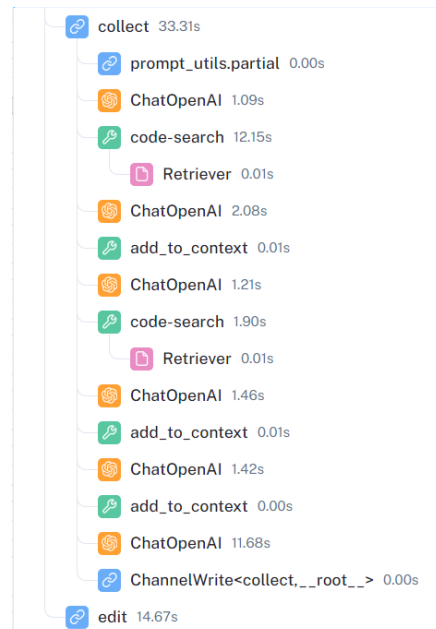 collect 33.31s
prompt_utils.partial 0.00s
ChatOpenAI 1.09s
code-search 12.15s
Retriever 0.01s
ChatOpenAI 2.08s
add_to_context 0.01s
ChatOpenAI 1.21s
code-search 1.90s
Retriever 0.01s
ChatOpenAI 1.46s
add_to_context 0.01s
ChatOpenAI 1.42s
add_to_context 0.00s
ChatOpenAI 11.68s
ChannelWrite<collect,__root__> 0.00s
edit 14.67s